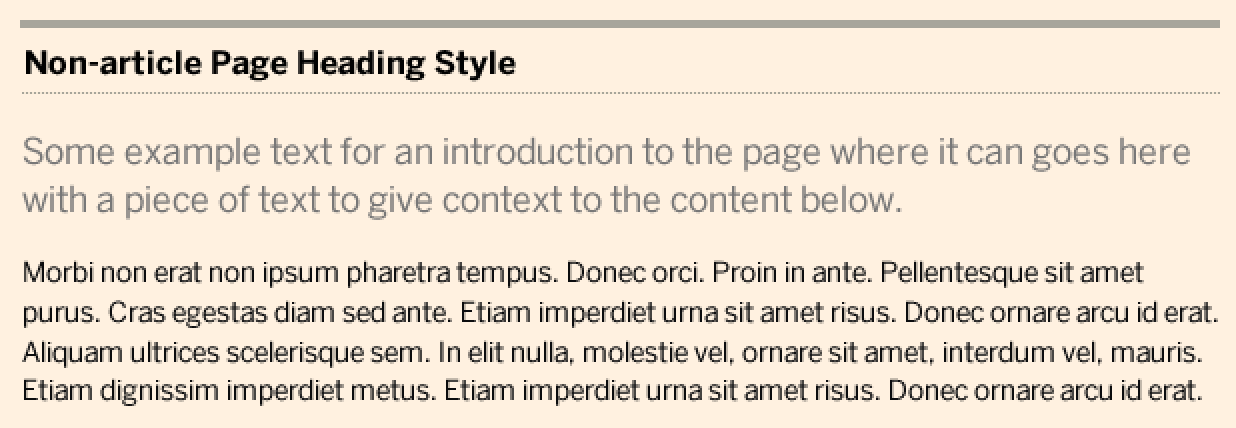 Non-article Page Heading Style
Some example text for an introduction to the page where it can goes here
with a piece of text to give context to the content below.
Morbi non erat non ipsum pharetra tempus. Donec orci. Proin in ante. Pellentesque sit amet
purus. Cras egestas diam sed ante. Etiam imperdiet urna sit amet risus. Donec ornare arcu id erat.
Aliquam ultrices scelerisque sem. In elit nulla, molestie vel, ornare sit amet, interdum vel, mauris.
Etiam dignissim imperdiet metus. Etiam imperdiet urna sit amet risus. Donec ornare arcu id erat.